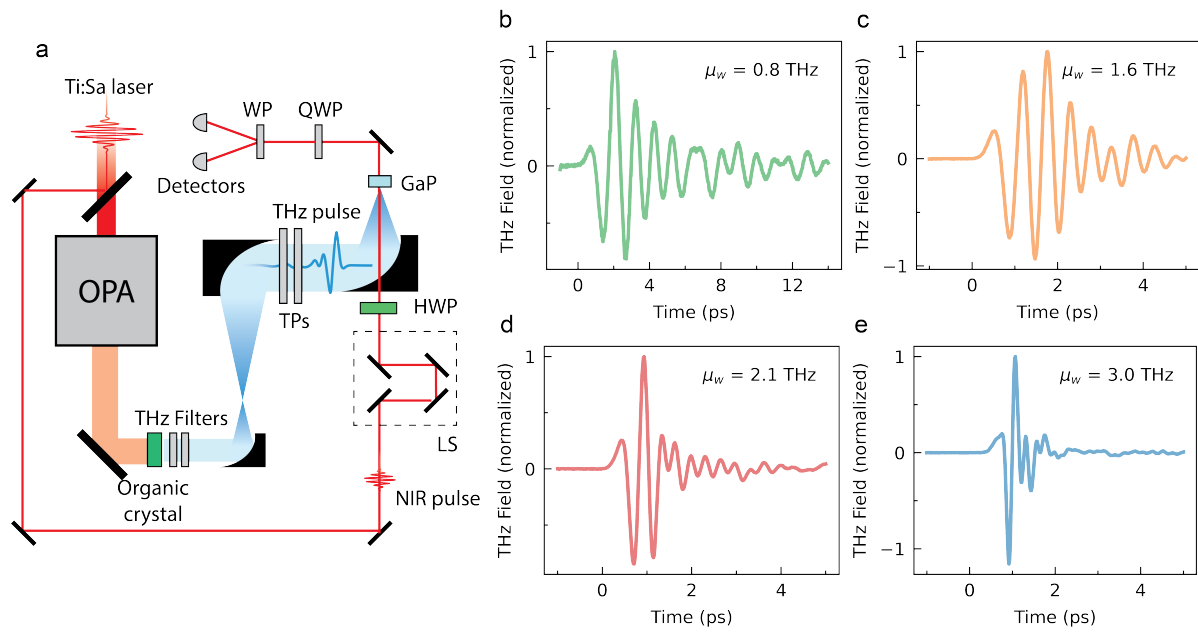 a
Ti:Sa laser
WP
QWP
Detectors
GaP
THz pulse
OPA
HWP
TPs
THz Filters
LS
Organic
crystal
NIR pulse
b
μw = 0.8 THz
1
0
THz Field (normalized)
0
4
8
12
Time (ps)
c
μw = 1.6 THz
1
0
−1
THz Field (normalized)
0
2
4
Time (ps)
d
μw = 2.1 THz
1
0
THz Field (normalized)
0
2
4
Time (ps)
e
μw = 3.0 THz
1
0
−1
THz Field (normalized)
0
2
4
Time (ps)